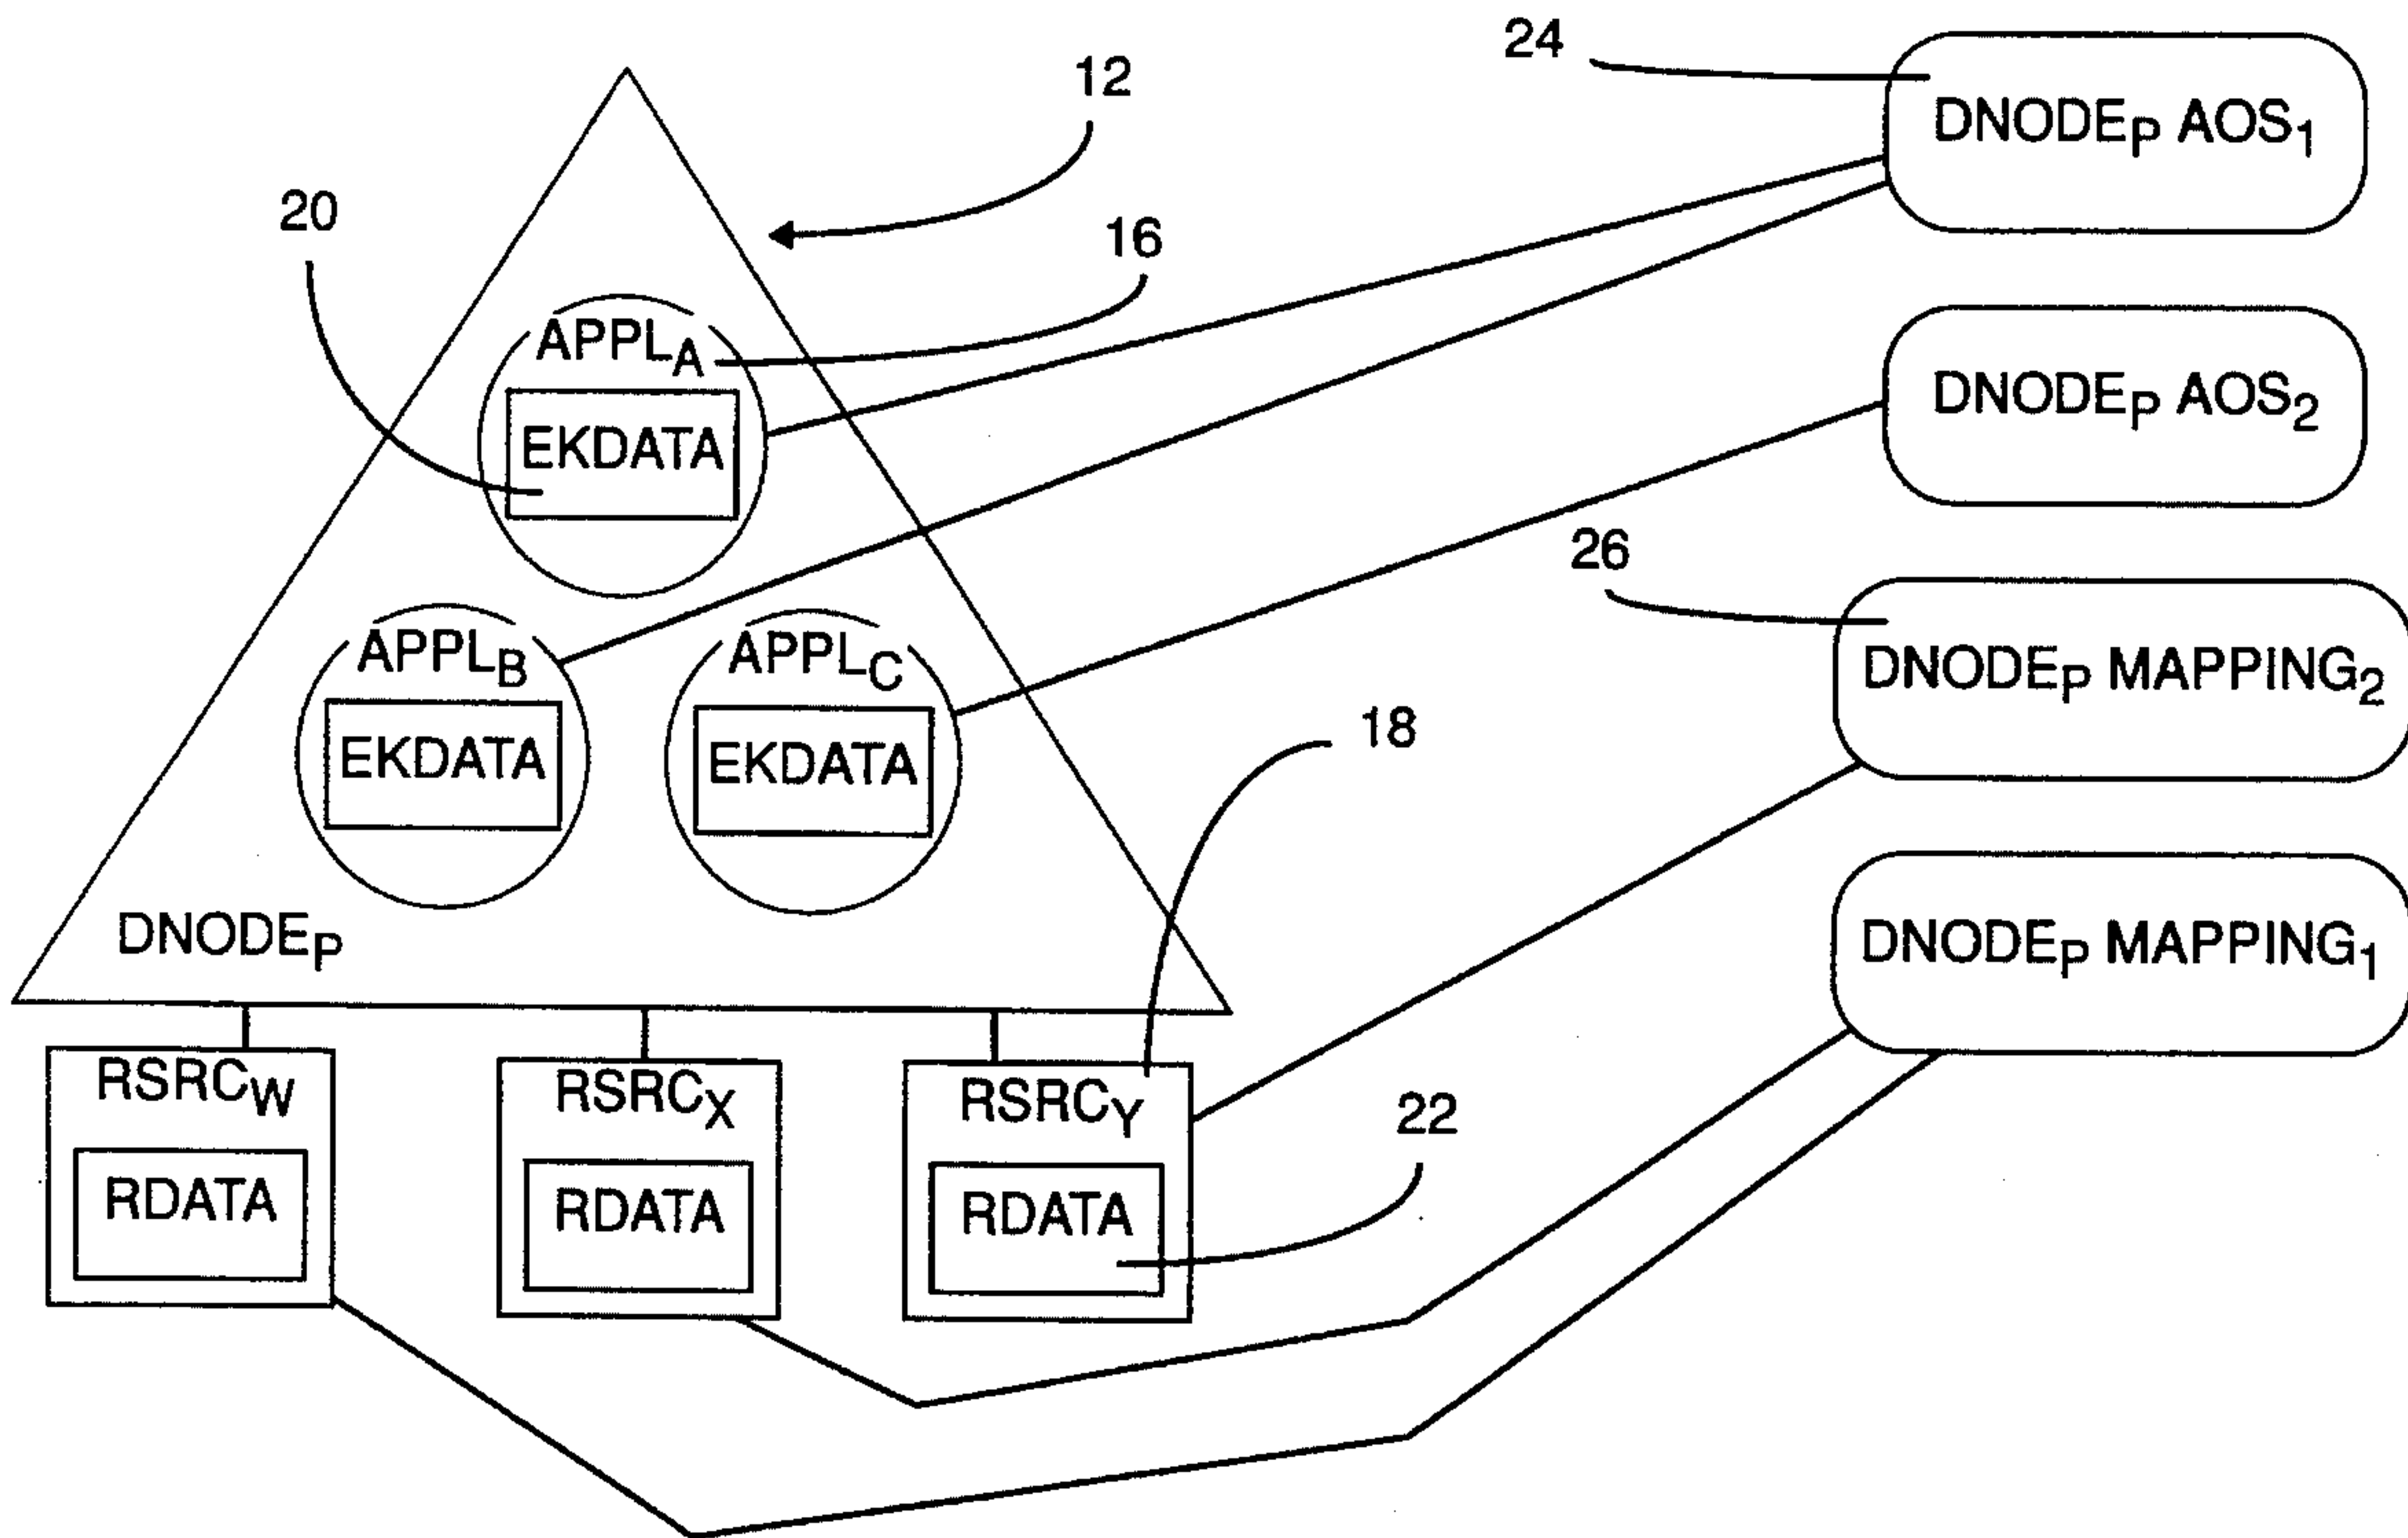 24
12
DNODEP AOS1
20
16
APPLA
EKDATA
DNODEP AOS2
26
APPLB
APPLC
DNODEP MAPPING2
EKDATA
EKDATA
18
DNODEP
DNODEP MAPPING1
RSRCW
RSRCX
RSRCY
22
RDATA
RDATA
RDATA